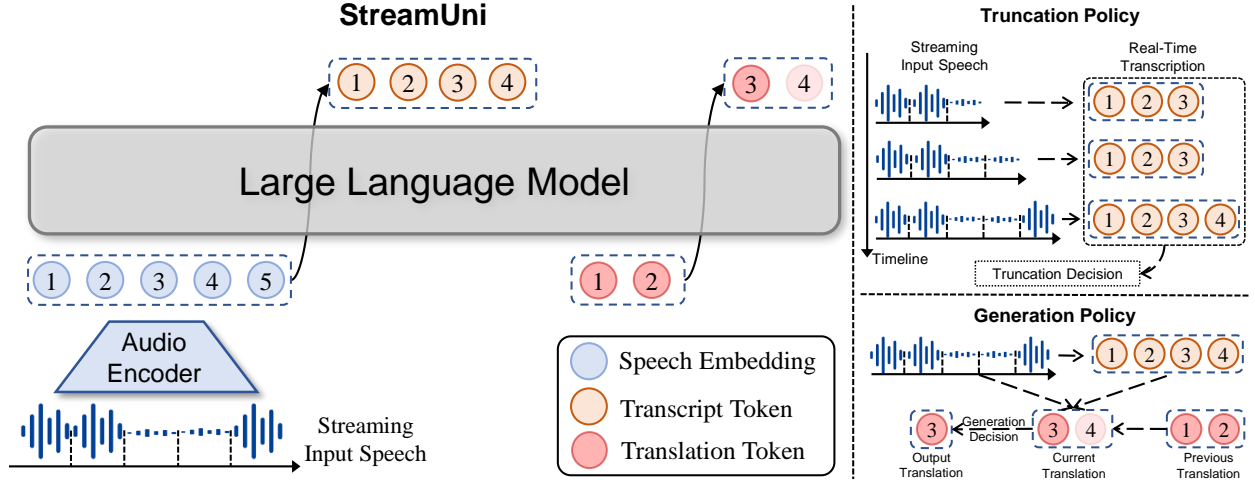 StreamUni
1 2 3 4
3 4
Large Language Model
1 2 3 4 5
1 2
Audio
Encoder
Streaming
Input Speech
Speech Embedding
Transcript Token
Translation Token
Truncation Policy
Streaming
Input Speech
Real-Time
Transcription
1 2 3
1 2 3
1 2 3 4
Timeline
Truncation Decision
Generation Policy
1 2 3 4
3
Generation
Decision
3 4
1 2
Output
Translation
Current
Translation
Previous
Translation